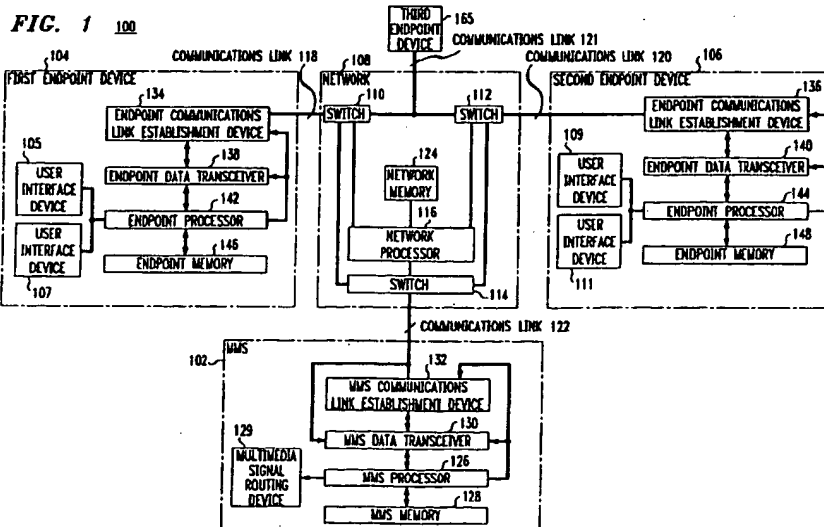 FIG. 1 100
THIRD ENDPOINT DEVICE
165
COMMUNICATIONS LINK 121
COMMUNICATIONS LINK 118
COMMUNICATIONS LINK 120
104
FIRST ENDPOINT DEVICE
134
ENDPOINT COMMUNICATIONS LINK ESTABLISHMENT DEVICE
138
ENDPOINT DATA TRANSCEIVER
142
ENDPOINT PROCESSOR
146
ENDPOINT MEMORY
105
USER INTERFACE DEVICE
USER INTERFACE DEVICE
107
108
NETWORK
110
SWITCH
112
SWITCH
124
NETWORK MEMORY
116
NETWORK PROCESSOR
SWITCH
114
106
SECOND ENDPOINT DEVICE
136
ENDPOINT COMMUNICATIONS LINK ESTABLISHMENT DEVICE
140
ENDPOINT DATA TRANSCEIVER
144
ENDPOINT PROCESSOR
148
ENDPOINT MEMORY
109
USER INTERFACE DEVICE
USER INTERFACE DEVICE
111
COMMUNICATIONS LINK 122
102
MMS
132
MMS COMMUNICATIONS LINK ESTABLISHMENT DEVICE
130
MMS DATA TRANSCEIVER
126
MMS PROCESSOR
128
MMS MEMORY
129
MULTIMEDIA SIGNAL ROUTING DEVICE